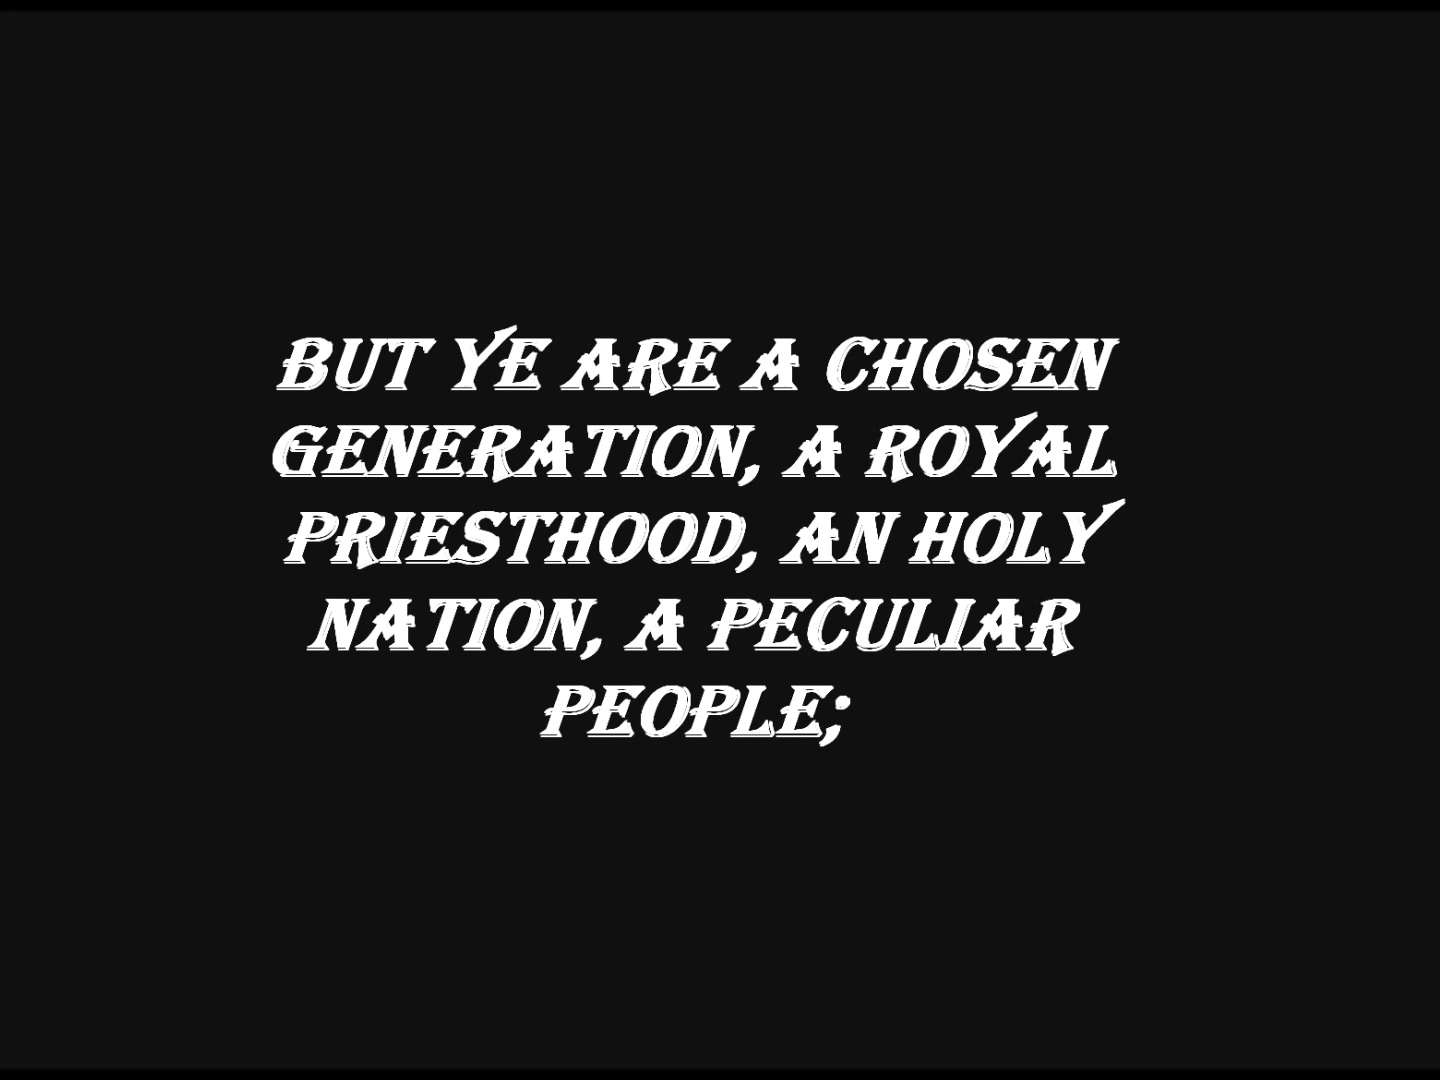 BUT YE ARE A CHOSEN
GENERATION, A ROYAL
PRIESTHOOD, AN HOLY
NATION, A PECULIAR
PEOPLE;